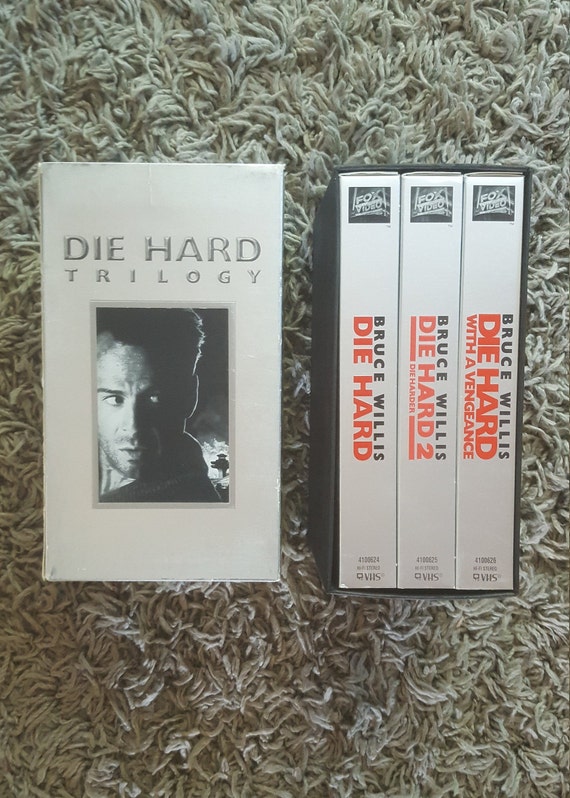 DIE HARD
TRILOGY
FOX
VIDEO
BRUCE WILLIS
DIE HARD
4100624
HI-FI STEREO
VHS
FOX
VIDEO
BRUCE WILLIS
DIE HARD 2
DIE HARDER
4100625
HI-FI STEREO
VHS
FOX
VIDEO
BRUCE WILLIS
DIE HARD
WITH A VENGEANCE
4100626
HI-FI STEREO
VHS